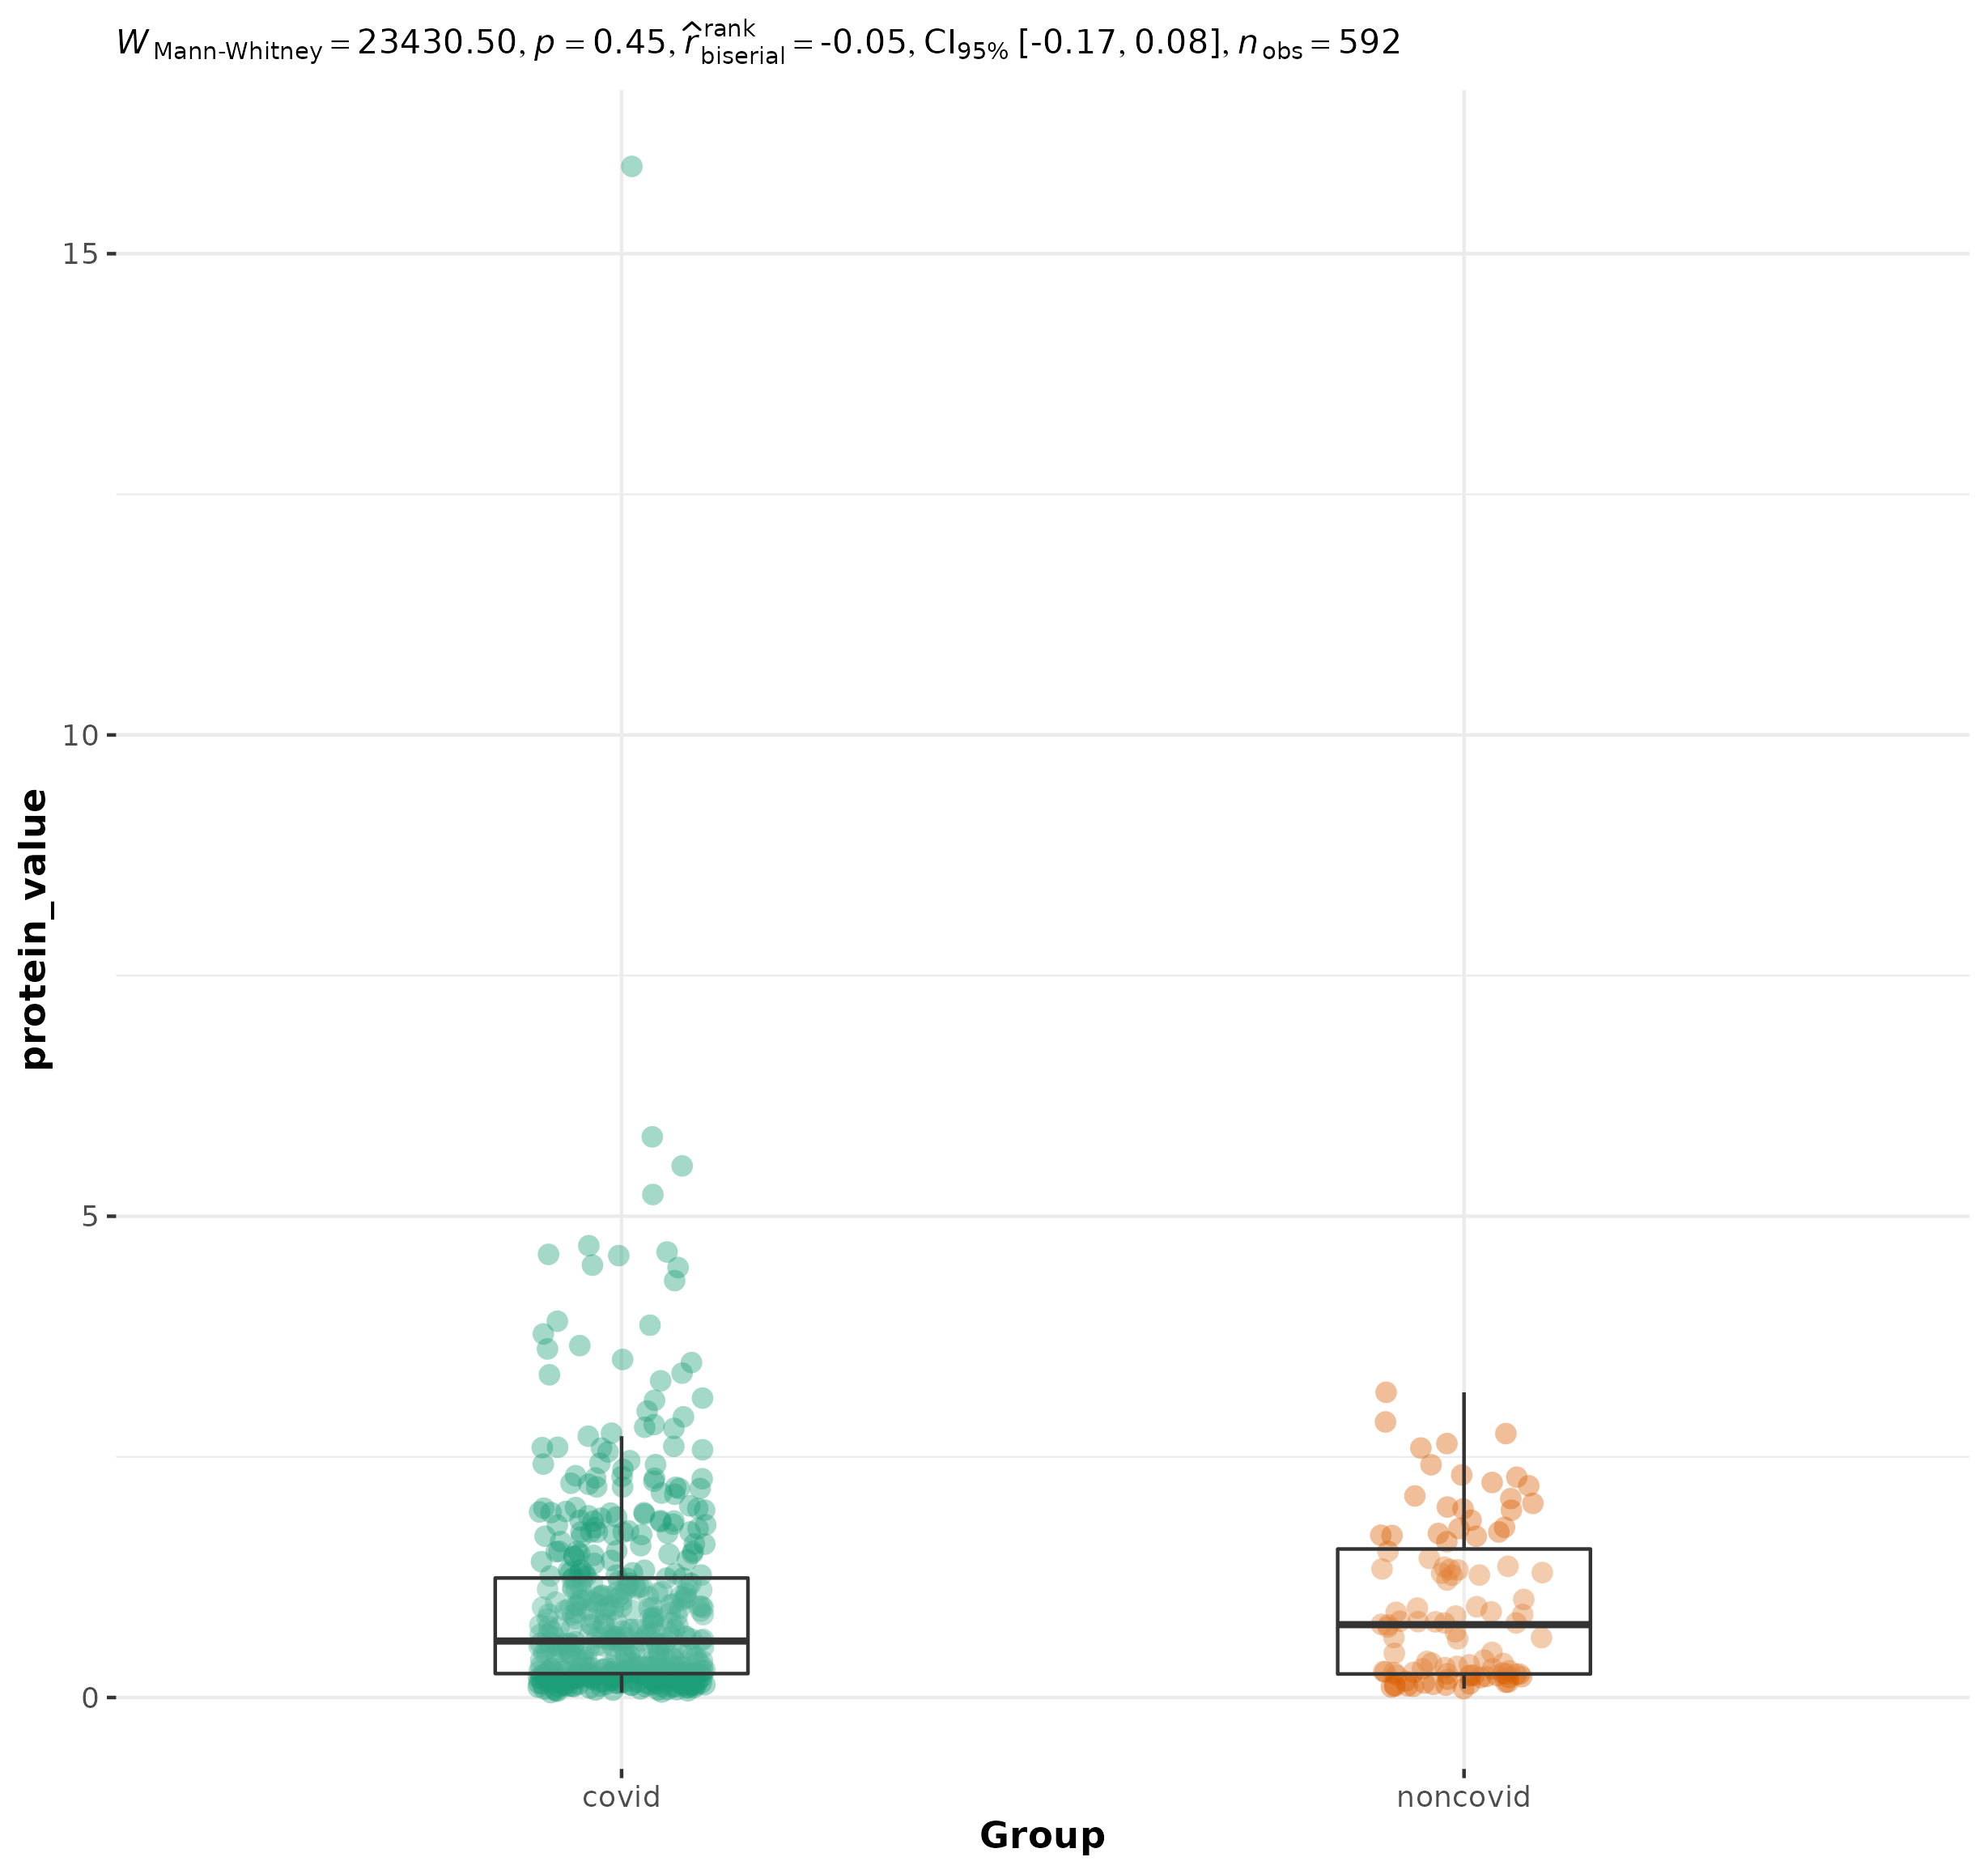 W Mann-Whitney = 23430.50, p = 0.45, r̂ rank biserial = -0.05, CI95% [-0.17, 0.08], n obs = 592
15
10
5
0
protein_value
covid noncovid
Group